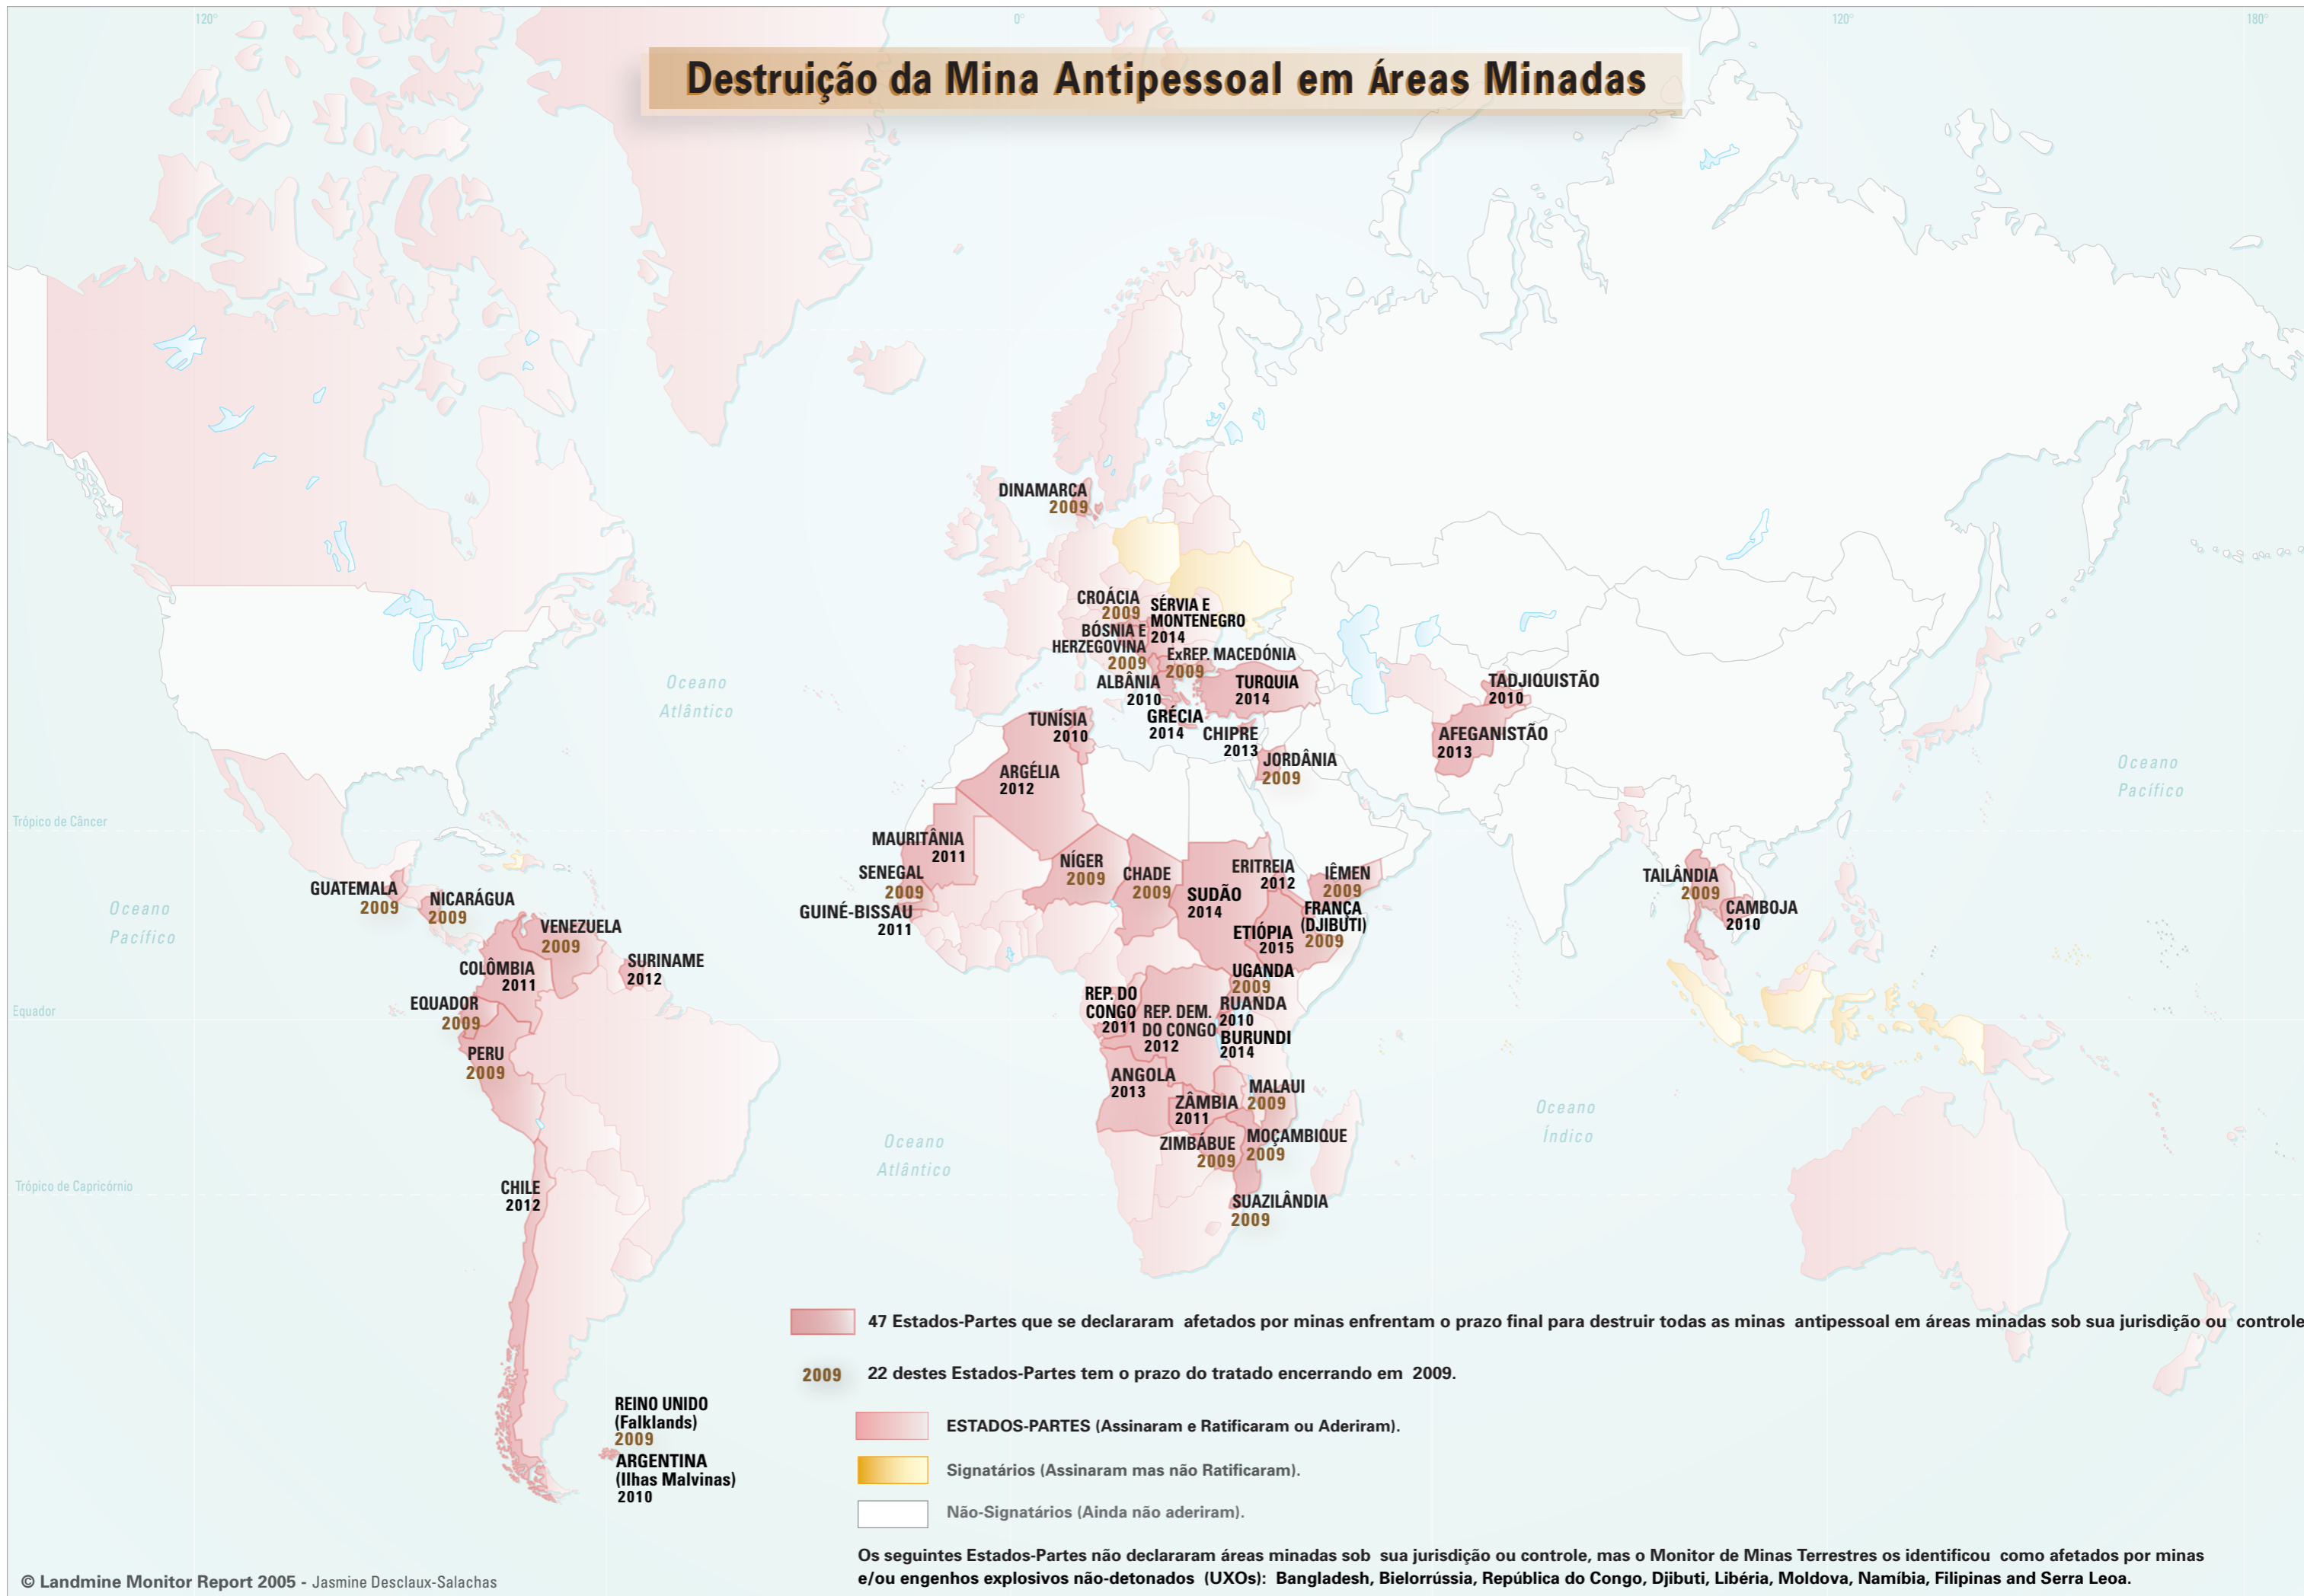 120°
0°
120°
180°
Destruição da Mina Antipessoal em Áreas Minadas
DINAMARCA
2009
CROÁCIA
2009
SÉRVIA E
MONTENEGRO
2014
BÓSNIA E
HERZEGOVINA
2009
ExREP. MACEDÓNIA
2009
ALBÂNIA
2010
TURQUIA
2014
GRÉCIA
2014
CHIPRE
2013
JORDÂNIA
2009
TADJIQUISTÃO
2010
AFEGANISTÃO
2013
Oceano
Atlântico
Oceano
Pacífico
TUNÍSIA
2010
ARGÉLIA
2012
Trópico de Câncer
MAURITÂNIA
2011
SENEGAL
2009
GUINÉ-BISSAU
2011
NÍGER
2009
CHADE
2009
SUDÃO
2014
ERITREIA
2012
IÊMEN
2009
FRANÇA
(DJIBUTI)
2009
ETIÓPIA
2015
TAILÂNDIA
2009
CAMBOJA
2010
GUATEMALA
2009
NICARÁGUA
2009
Oceano
Pacífico
VENEZUELA
2009
COLÔMBIA
2011
SURINAME
2012
EQUADOR
2009
Equador
PERU
2009
UGANDA
2009
RUANDA
2010
BURUNDI
2014
REP. DO
CONGO
2011
REP. DEM.
DO CONGO
2012
ANGOLA
2013
ZÂMBIA
2011
MALAUI
2009
MOÇAMBIQUE
2009
ZIMBÁBUE
2009
SUAZILÂNDIA
2009
Oceano
Índico
Oceano
Atlântico
Trópico de Capricórnio
CHILE
2012
REINO UNIDO
(Falklands)
2009
ARGENTINA
(Ilhas Malvinas)
2010
47 Estados-Partes que se declararam afetados por minas enfrentam o prazo final para destruir todas as minas antipessoal em áreas minadas sob sua jurisdição ou controle
2009 22 destes Estados-Partes tem o prazo do tratado encerrando em 2009.
ESTADOS-PARTES (Assinaram e Ratificaram ou Aderiram).
Signatários (Assinaram mas não Ratificaram).
Não-Signatários (Ainda não aderiram).
Os seguintes Estados-Partes não declararam áreas minadas sob sua jurisdição ou controle, mas o Monitor de Minas Terrestres os identificou como afetados por minas
e/ou engenhos explosivos não-detonados (UXOs): Bangladesh, Bielorrússia, República do Congo, Djibuti, Libéria, Moldova, Namíbia, Filipinas and Serra Leoa.
© Landmine Monitor Report 2005 - Jasmine Desclaux-Salachas